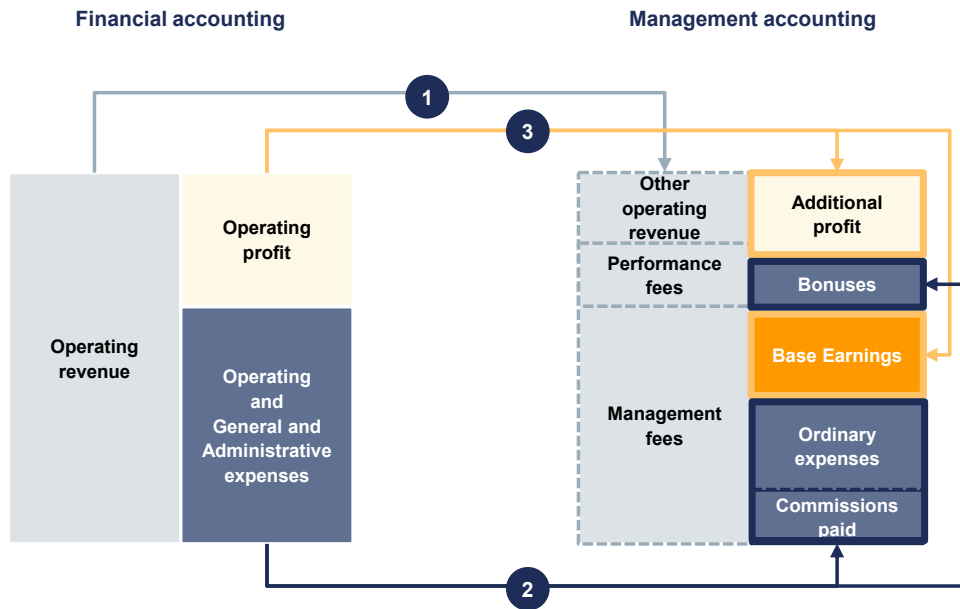 Financial accounting
Management accounting
1
3
Other
operating
revenue
Additional
profit
Operating
profit
Performance
fees
Bonuses
Operating
revenue
Base Earnings
Operating
and
General and
Administrative
expenses
Management
fees
Ordinary
expenses
Commissions
paid
2